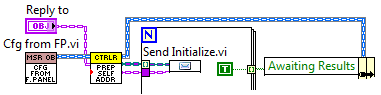 Reply to
OBJ
Cfg from FP.vi
MSR OB
CFG
FROM
F. PANEL
CTRLR
PREP
SELF
ADDR
N
Send Initialize.vi
T
Awaiting Results